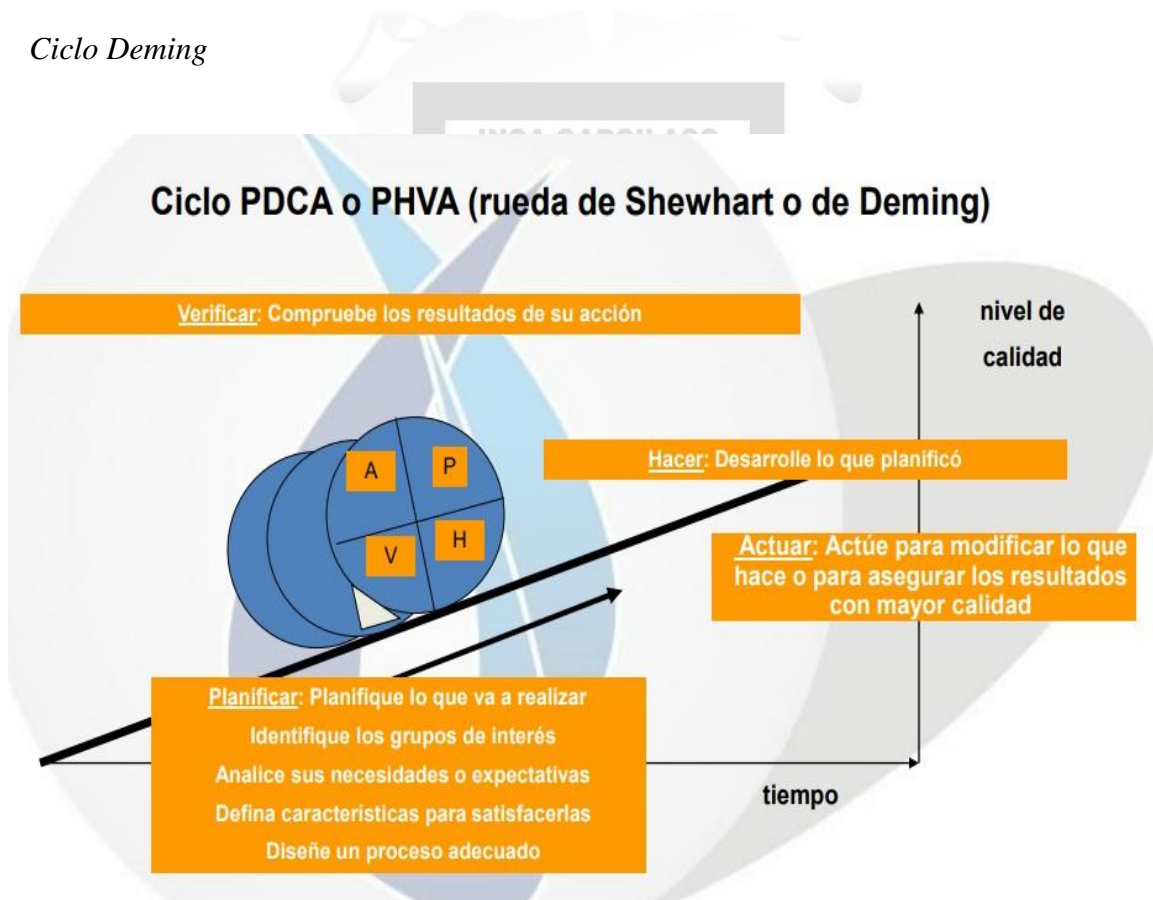 Ciclo Deming
INCA GARCILASO
Ciclo PDCA o PHVA (rueda de Shewhart o de Deming)
Verificar: Compruebe los resultados de su acción
nivel de
calidad
A
P
V
H
Hacer: Desarrolle lo que planificó
Actuar: Actúe para modificar lo que
hace o para asegurar los resultados
con mayor calidad
Planificar: Planifique lo que va a realizar
Identifique los grupos de interés
Analice sus necesidades o expectativas
Defina características para satisfacerlas
Diseñe un proceso adecuado
tiempo